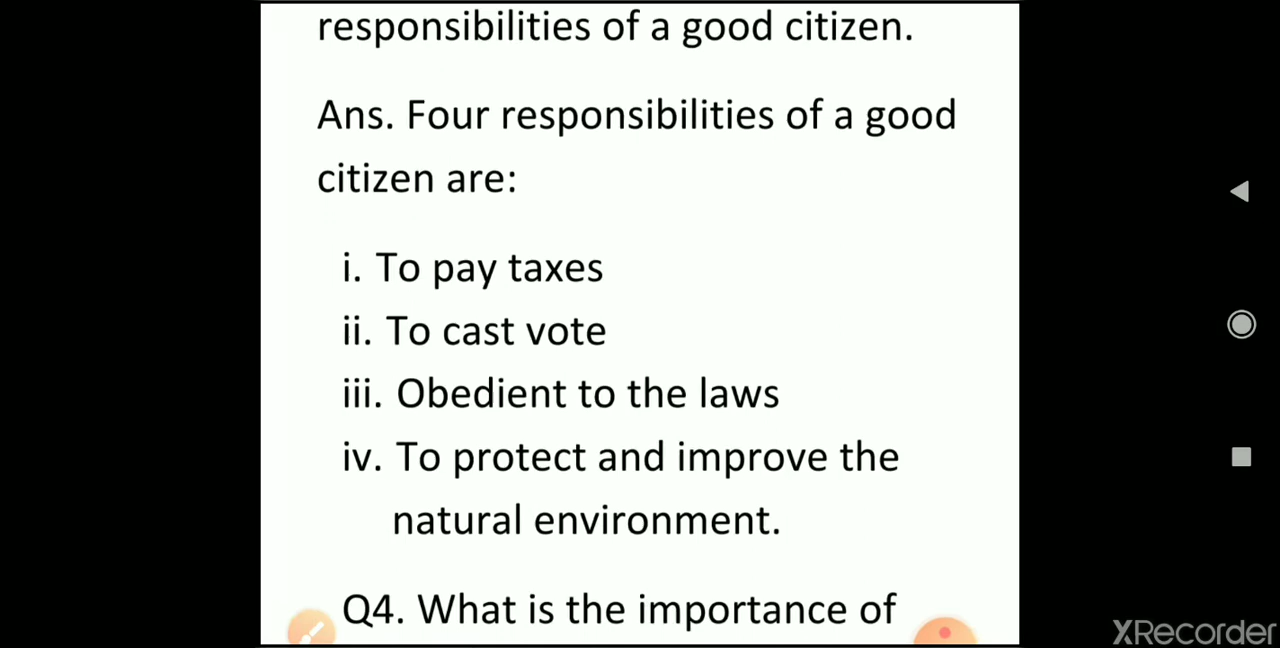 responsibilities of a good citizen.
Ans. Four responsibilities of a good
citizen are:
i. To pay taxes
ii. To cast vote
iii. Obedient to the laws
iv. To protect and improve the
natural environment.
Q4. What is the importance of
XRecorder